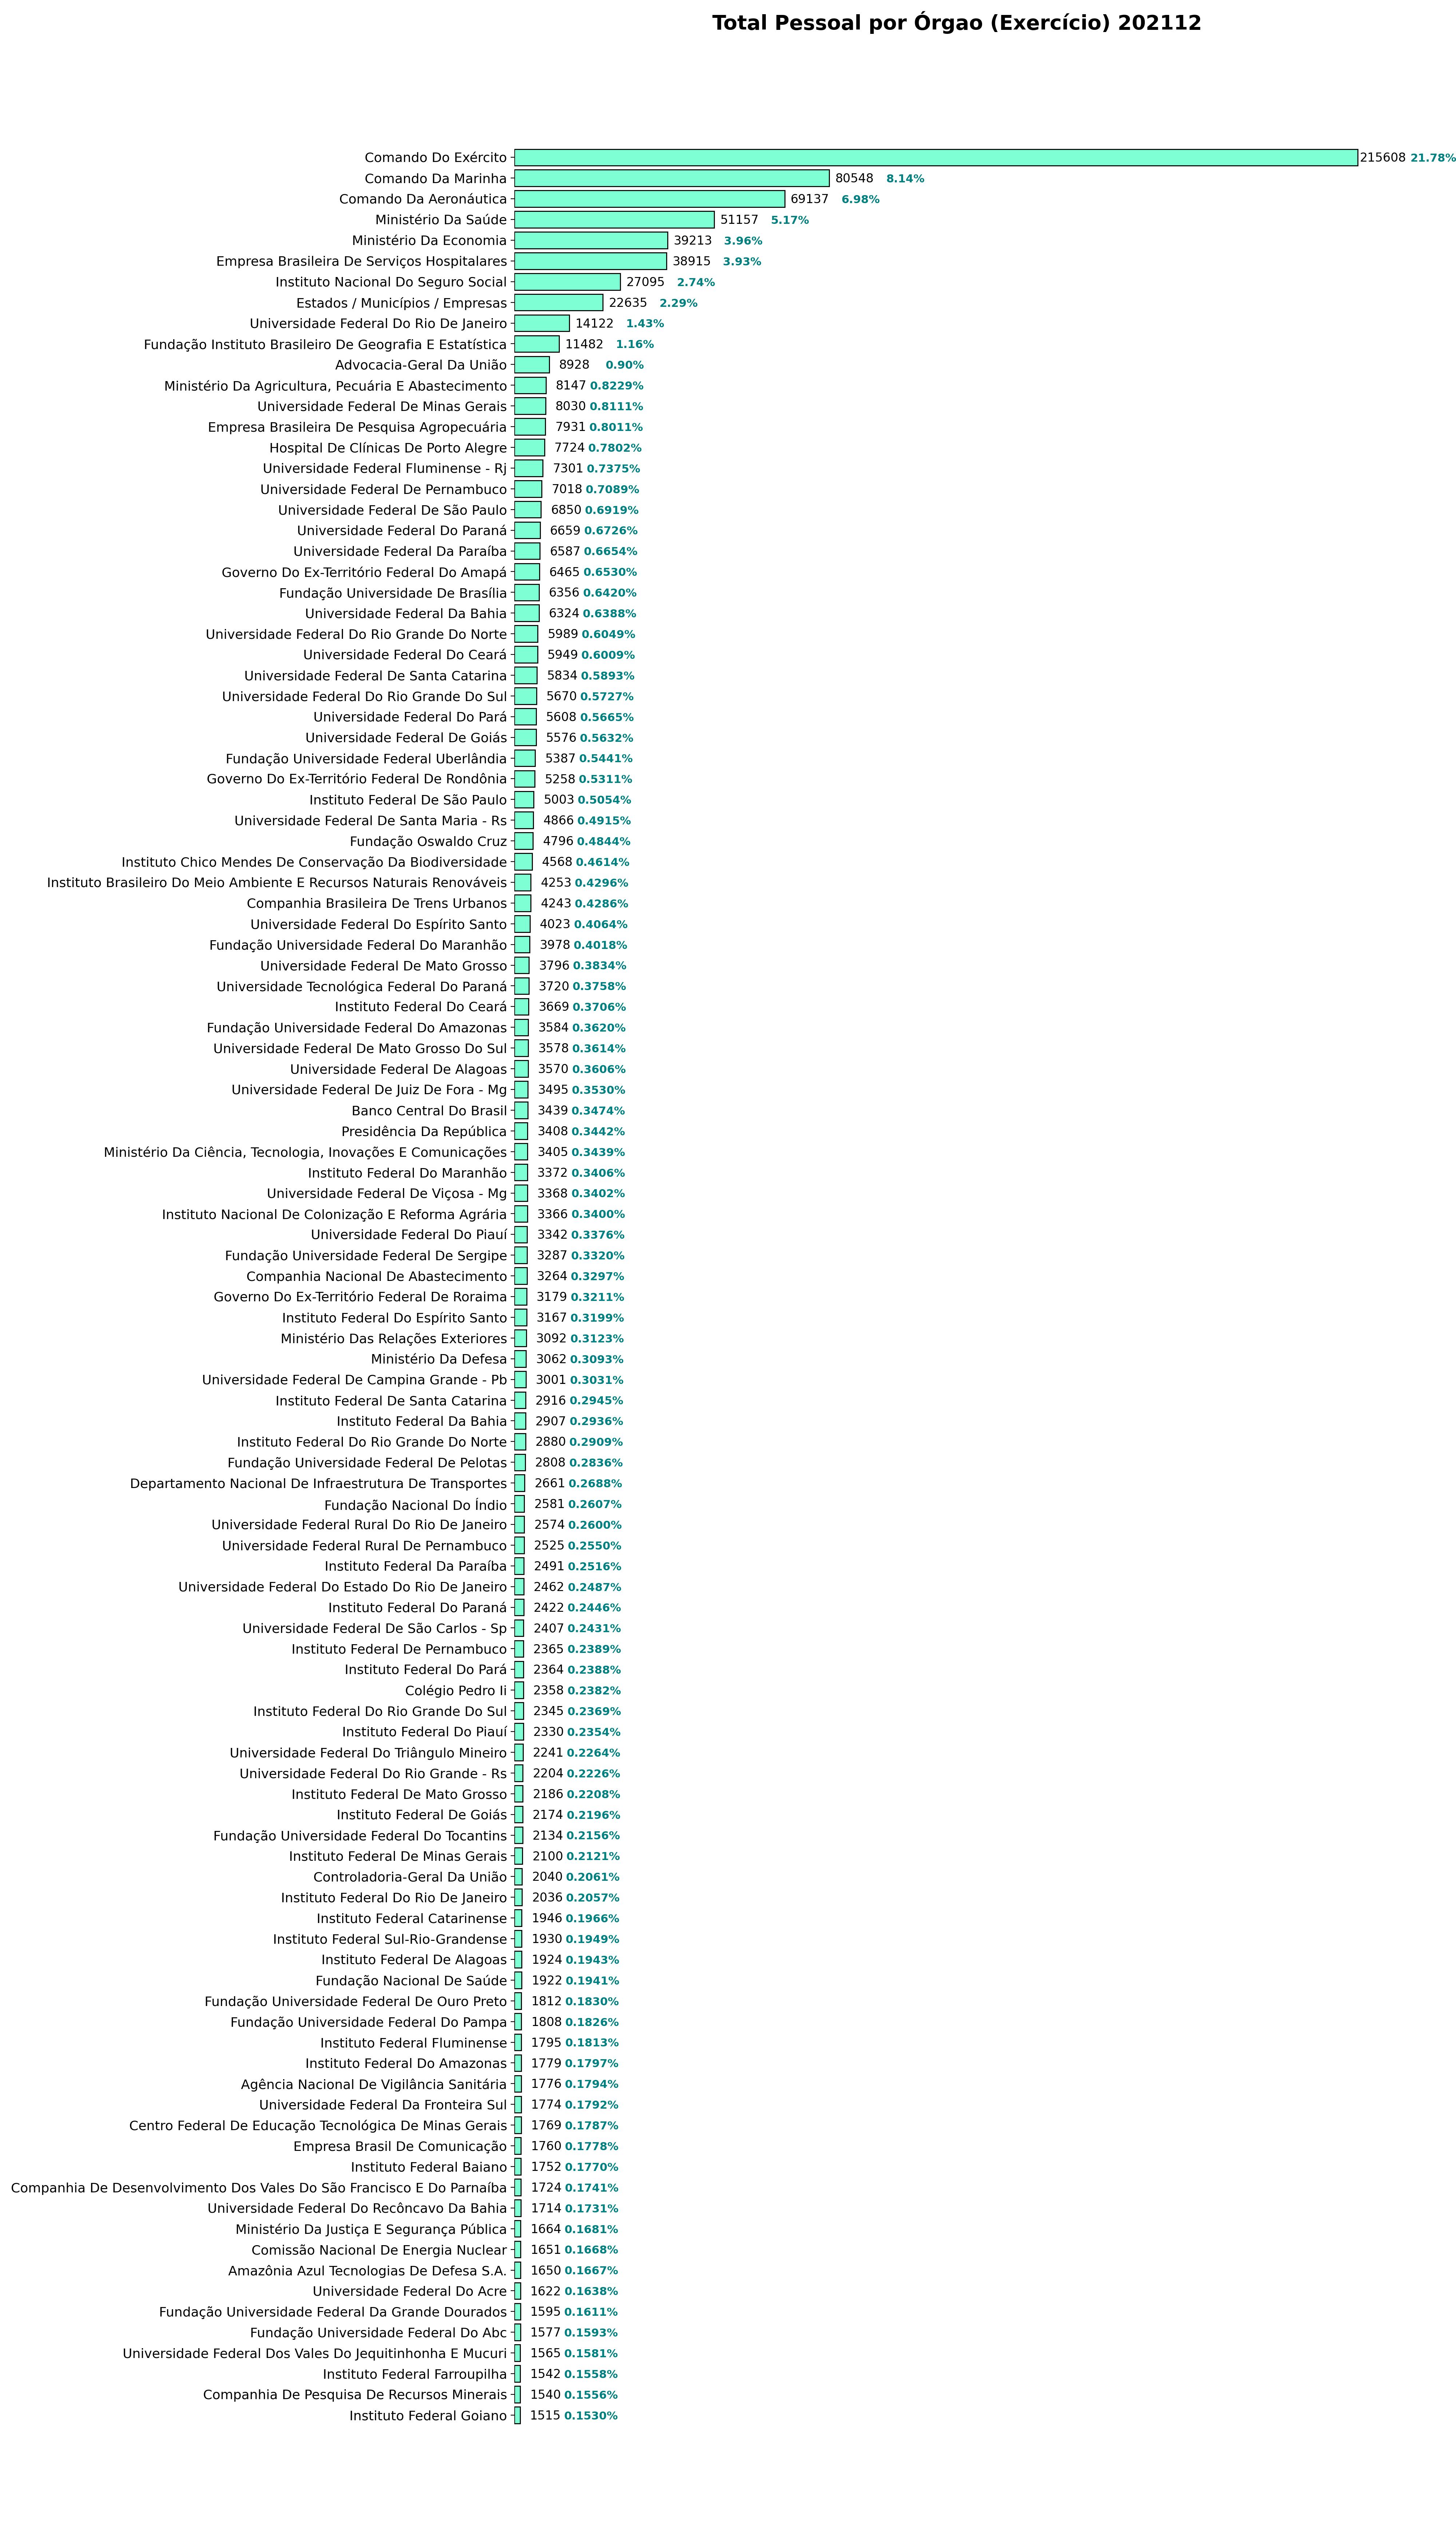 Total Pessoal por Órgao (Exercício) 202112
Comando Do Exército 215608 21.78%
Comando Da Marinha 80548 8.14%
Comando Da Aeronáutica 69137 6.98%
Ministério Da Saúde 51157 5.17%
Ministério Da Economia 39213 3.96%
Empresa Brasileira De Serviços Hospitalares 38915 3.93%
Instituto Nacional Do Seguro Social 27095 2.74%
Estados / Municípios / Empresas 22635 2.29%
Universidade Federal Do Rio De Janeiro 14122 1.43%
Fundação Instituto Brasileiro De Geografia E Estatística 11482 1.16%
Advocacia-Geral Da União 8928 0.90%
Ministério Da Agricultura, Pecuária E Abastecimento 8147 0.8229%
Universidade Federal De Minas Gerais 8030 0.8111%
Empresa Brasileira De Pesquisa Agropecuária 7931 0.8011%
Hospital De Clínicas De Porto Alegre 7724 0.7802%
Universidade Federal Fluminense - Rj 7301 0.7375%
Universidade Federal De Pernambuco 7018 0.7089%
Universidade Federal De São Paulo 6850 0.6919%
Universidade Federal Do Paraná 6659 0.6726%
Universidade Federal Da Paraíba 6587 0.6654%
Governo Do Ex-Território Federal Do Amapá 6465 0.6530%
Fundação Universidade De Brasília 6356 0.6420%
Universidade Federal Da Bahia 6324 0.6388%
Universidade Federal Do Rio Grande Do Norte 5989 0.6049%
Universidade Federal Do Ceará 5949 0.6009%
Universidade Federal De Santa Catarina 5834 0.5893%
Universidade Federal Do Rio Grande Do Sul 5670 0.5727%
Universidade Federal Do Pará 5608 0.5665%
Universidade Federal De Goiás 5576 0.5632%
Fundação Universidade Federal Uberlândia 5387 0.5441%
Governo Do Ex-Território Federal De Rondônia 5258 0.5311%
Instituto Federal De São Paulo 5003 0.5054%
Universidade Federal De Santa Maria - Rs 4866 0.4915%
Fundação Oswaldo Cruz 4796 0.4844%
Instituto Chico Mendes De Conservação Da Biodiversidade 4568 0.4614%
Instituto Brasileiro Do Meio Ambiente E Recursos Naturais Renováveis 4253 0.4296%
Companhia Brasileira De Trens Urbanos 4243 0.4286%
Universidade Federal Do Espírito Santo 4023 0.4064%
Fundação Universidade Federal Do Maranhão 3978 0.4018%
Universidade Federal De Mato Grosso 3796 0.3834%
Universidade Tecnológica Federal Do Paraná 3720 0.3758%
Instituto Federal Do Ceará 3669 0.3706%
Fundação Universidade Federal Do Amazonas 3584 0.3620%
Universidade Federal De Mato Grosso Do Sul 3578 0.3614%
Universidade Federal De Alagoas 3570 0.3606%
Universidade Federal De Juiz De Fora - Mg 3495 0.3530%
Banco Central Do Brasil 3439 0.3474%
Presidência Da República 3408 0.3442%
Ministério Da Ciência, Tecnologia, Inovações E Comunicações 3405 0.3439%
Instituto Federal Do Maranhão 3372 0.3406%
Universidade Federal De Viçosa - Mg 3368 0.3402%
Instituto Nacional De Colonização E Reforma Agrária 3366 0.3400%
Universidade Federal Do Piauí 3342 0.3376%
Fundação Universidade Federal De Sergipe 3287 0.3320%
Companhia Nacional De Abastecimento 3264 0.3297%
Governo Do Ex-Território Federal De Roraima 3179 0.3211%
Instituto Federal Do Espírito Santo 3167 0.3199%
Ministério Das Relações Exteriores 3092 0.3123%
Ministério Da Defesa 3062 0.3093%
Universidade Federal De Campina Grande - Pb 3001 0.3031%
Instituto Federal De Santa Catarina 2916 0.2945%
Instituto Federal Da Bahia 2907 0.2936%
Instituto Federal Do Rio Grande Do Norte 2880 0.2909%
Fundação Universidade Federal De Pelotas 2808 0.2836%
Departamento Nacional De Infraestrutura De Transportes 2661 0.2688%
Fundação Nacional Do Índio 2581 0.2607%
Universidade Federal Rural Do Rio De Janeiro 2574 0.2600%
Universidade Federal Rural De Pernambuco 2525 0.2550%
Instituto Federal Da Paraíba 2491 0.2516%
Universidade Federal Do Estado Do Rio De Janeiro 2462 0.2487%
Instituto Federal Do Paraná 2422 0.2446%
Universidade Federal De São Carlos - Sp 2407 0.2431%
Instituto Federal De Pernambuco 2365 0.2389%
Instituto Federal Do Pará 2364 0.2388%
Colégio Pedro Ii 2358 0.2382%
Instituto Federal Do Rio Grande Do Sul 2345 0.2369%
Instituto Federal Do Piauí 2330 0.2354%
Universidade Federal Do Triângulo Mineiro 2241 0.2264%
Universidade Federal Do Rio Grande - Rs 2204 0.2226%
Instituto Federal De Mato Grosso 2186 0.2208%
Instituto Federal De Goiás 2174 0.2196%
Fundação Universidade Federal Do Tocantins 2134 0.2156%
Instituto Federal De Minas Gerais 2100 0.2121%
Controladoria-Geral Da União 2040 0.2061%
Instituto Federal Do Rio De Janeiro 2036 0.2057%
Instituto Federal Catarinense 1946 0.1966%
Instituto Federal Sul-Rio-Grandense 1930 0.1949%
Instituto Federal De Alagoas 1924 0.1943%
Fundação Nacional De Saúde 1922 0.1941%
Fundação Universidade Federal De Ouro Preto 1812 0.1830%
Fundação Universidade Federal Do Pampa 1808 0.1826%
Instituto Federal Fluminense 1795 0.1813%
Instituto Federal Do Amazonas 1779 0.1797%
Agência Nacional De Vigilância Sanitária 1776 0.1794%
Universidade Federal Da Fronteira Sul 1774 0.1792%
Centro Federal De Educação Tecnológica De Minas Gerais 1769 0.1787%
Empresa Brasil De Comunicação 1760 0.1778%
Instituto Federal Baiano 1752 0.1770%
Companhia De Desenvolvimento Dos Vales Do São Francisco E Do Parnaíba 1724 0.1741%
Universidade Federal Do Recôncavo Da Bahia 1714 0.1731%
Ministério Da Justiça E Segurança Pública 1664 0.1681%
Comissão Nacional De Energia Nuclear 1651 0.1668%
Amazônia Azul Tecnologias De Defesa S.A. 1650 0.1667%
Universidade Federal Do Acre 1622 0.1638%
Fundação Universidade Federal Da Grande Dourados 1595 0.1611%
Fundação Universidade Federal Do Abc 1577 0.1593%
Universidade Federal Dos Vales Do Jequitinhonha E Mucuri 1565 0.1581%
Instituto Federal Farroupilha 1542 0.1558%
Companhia De Pesquisa De Recursos Minerais 1540 0.1556%
Instituto Federal Goiano 1515 0.1530%